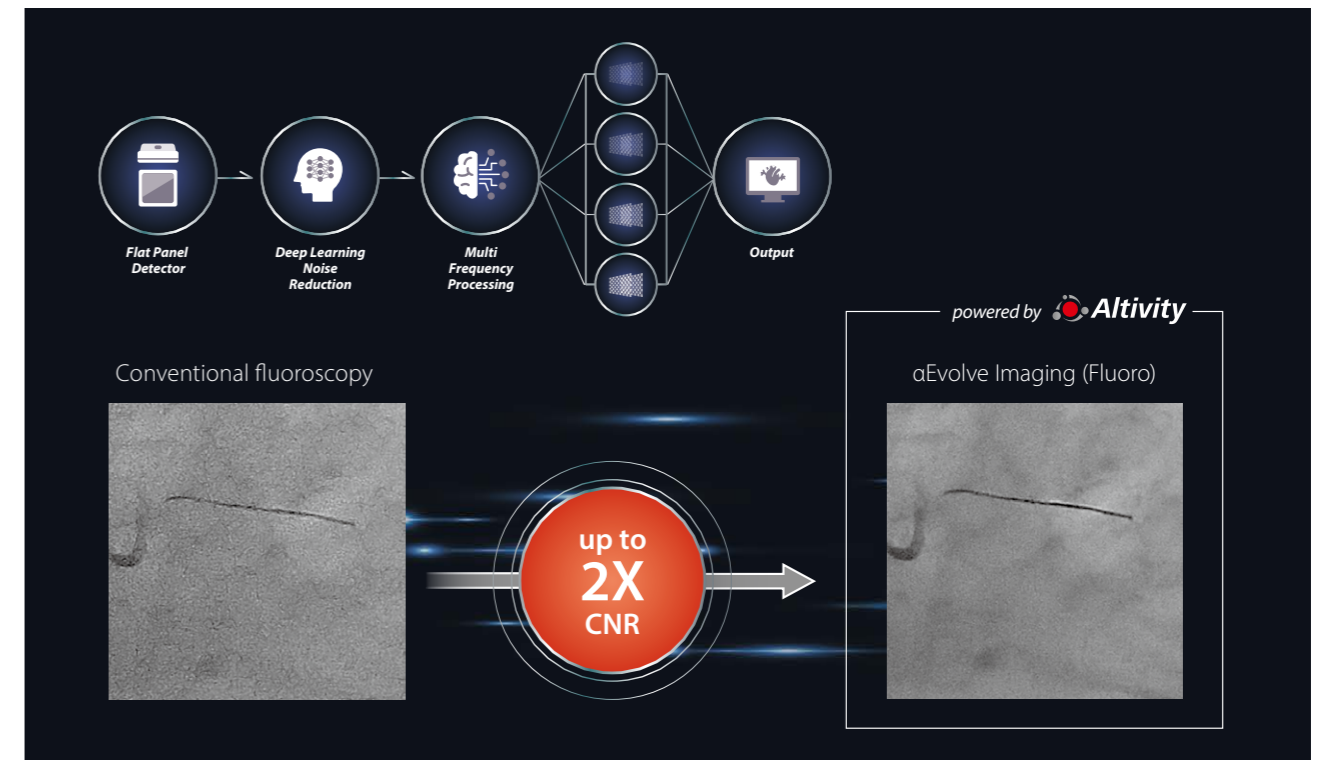 Flat Panel
Detector
Deep Learning
Noise
Reduction
Multi
Frequency
Processing
Output
powered by Altivity
Conventional fluoroscopy
αEvolve Imaging (Fluoro)
up to
2X
CNR